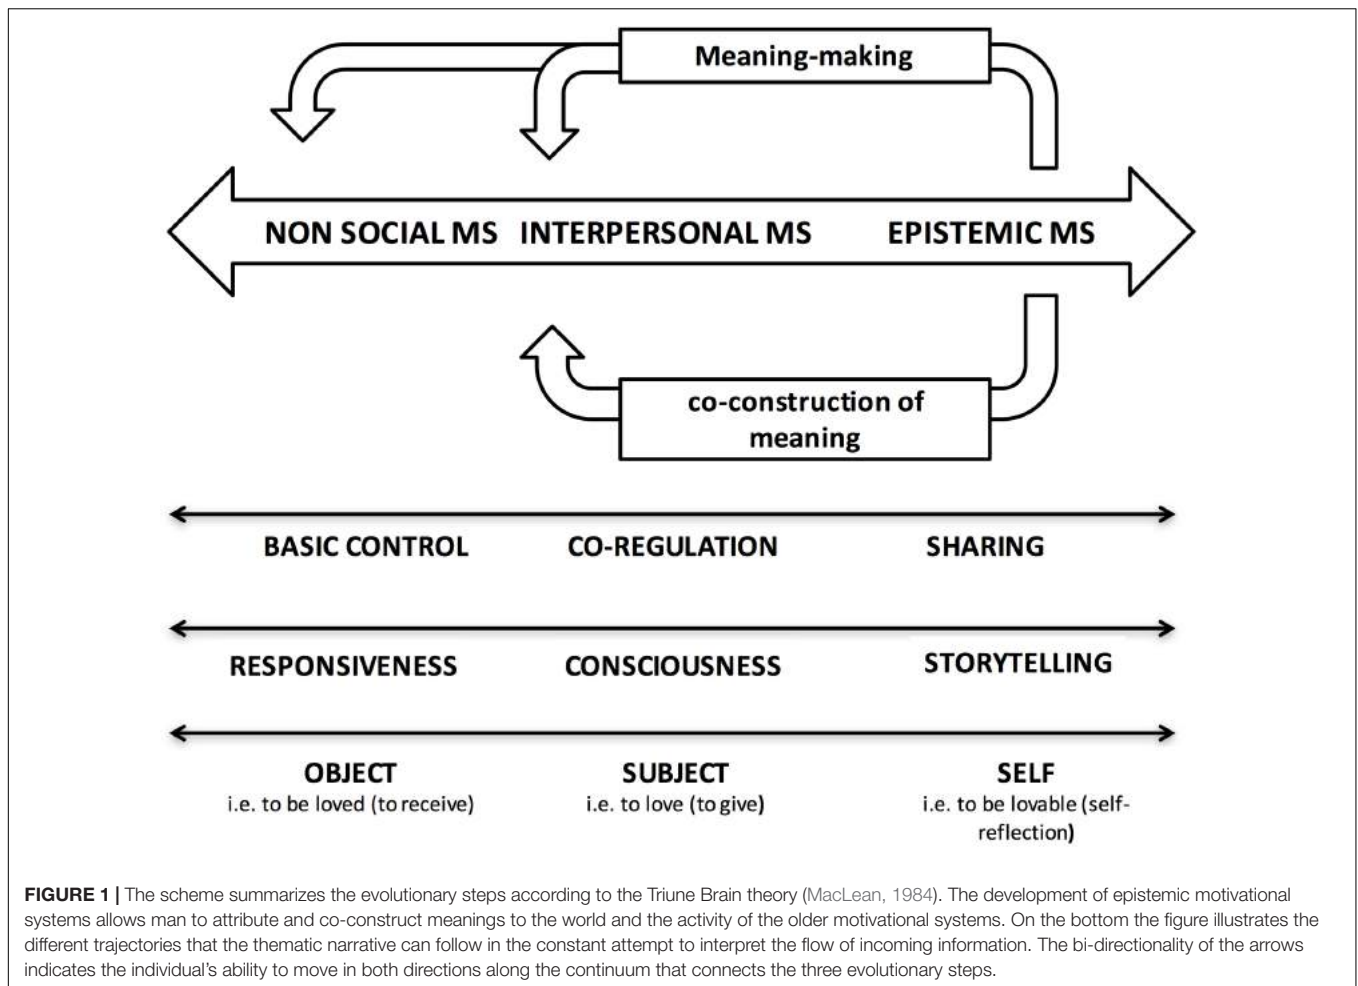 Meaning-making
NON SOCIAL MS INTERPERSONAL MS EPISTEMIC MS
co-construction of
meaning
BASIC CONTROL CO-REGULATION SHARING
RESPONSIVENESS CONSCIOUSNESS STORYTELLING
OBJECT SUBJECT SELF
i.e. to be loved (to receive) i.e. to love (to give) i.e. to be lovable (self-
reflection)
FIGURE 1 | The scheme summarizes the evolutionary steps according to the Triune Brain theory (MacLean, 1984). The development of epistemic motivational
systems allows man to attribute and co-construct meanings to the world and the activity of the older motivational systems. On the bottom the figure illustrates the
different trajectories that the thematic narrative can follow in the constant attempt to interpret the flow of incoming information. The bi-directionality of the arrows
indicates the individual's ability to move in both directions along the continuum that connects the three evolutionary steps.